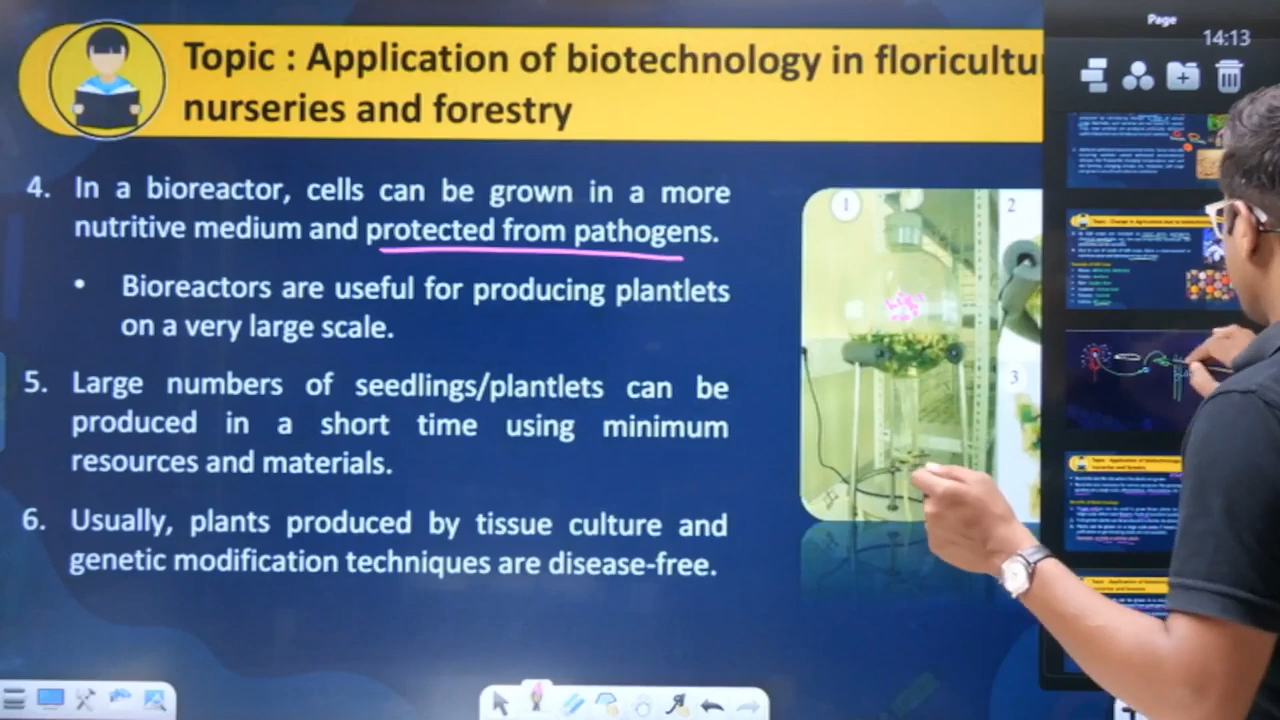 Topic : Application of biotechnology in floricultu
nurseries and forestry
4. In a bioreactor, cells can be grown in a more
nutritive medium and protected from pathogens.
• Bioreactors are useful for producing plantlets
on a very large scale.
5. Large numbers of seedlings/plantlets can be
produced in a short time using minimum
resources and materials.
6. Usually, plants produced by tissue culture and
genetic modification techniques are disease-free.
1
2
3
Page
14:13